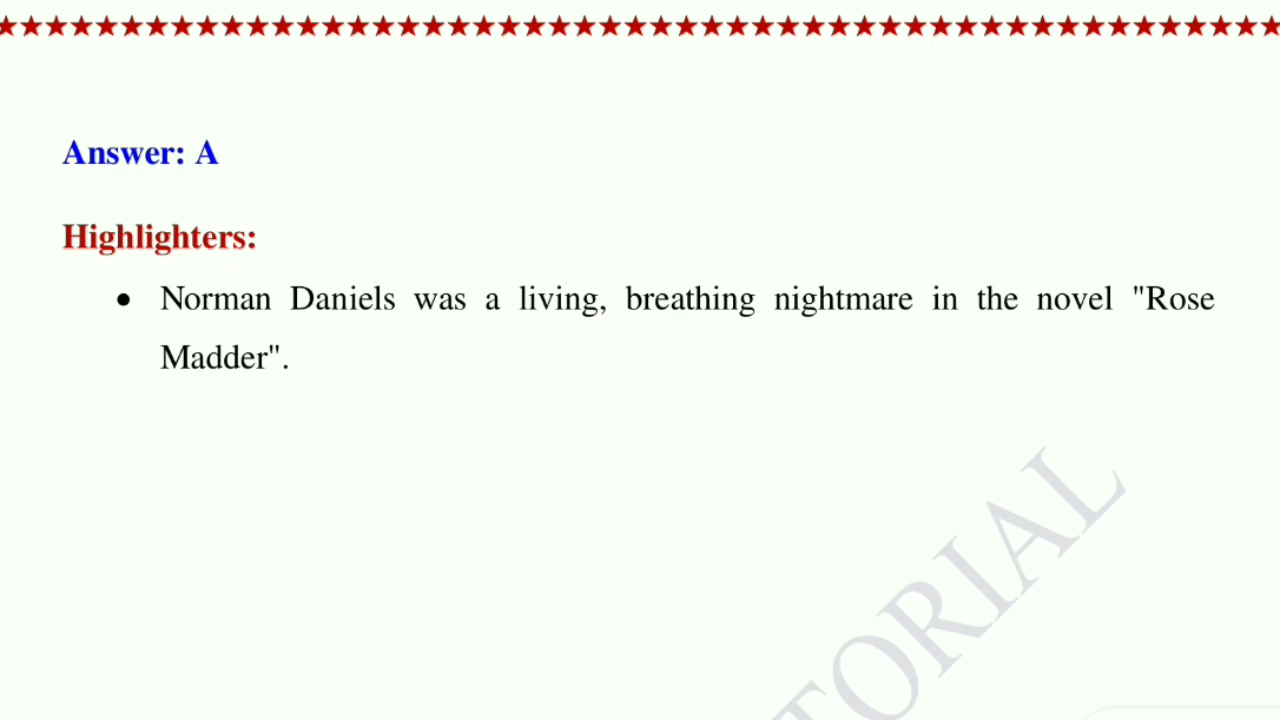 Answer: A
Highlighters:
• Norman Daniels was a living, breathing nightmare in the novel "Rose
Madder".
TORIAL